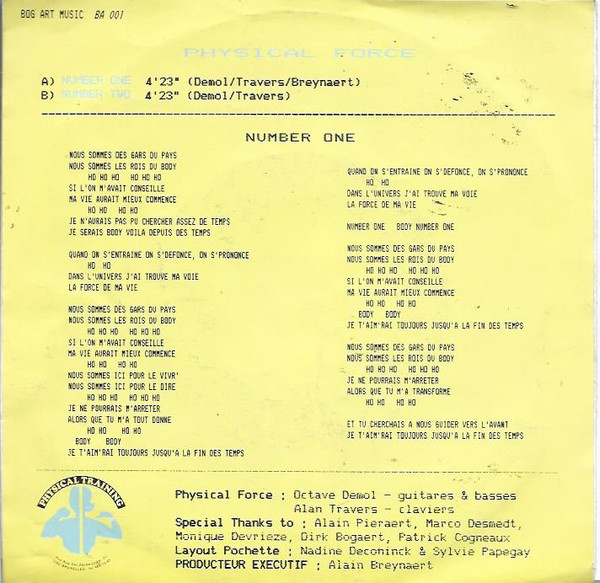 BOG ART MUSIC BA 001
PHYSICAL FORCE
A) NUMBER ONE 4'23" (Demol/Travers/Breynaert)
B) NUMBER TWO 4'23" (Demol/Travers)
NUMBER ONE
NOUS SOMMES DES GARS DU PAYS
NOUS SOMMES LES ROIS DU BODY
HO HO HO HO HO HO
SI L'ON M'AVAIT CONSEILLE
MA VIE AURAIT MIEUX COMMENCE
HO HO HO HO
JE N'AURAIS PAS PU CHERCHER ASSEZ DE TEMPS
JE SERAIS BODY VOILA DEPUIS DES TEMPS
QUAND ON S'ENTRAINE ON S'DEFONCE, ON S'PRONONCE
HO HO
DANS L'UNIVERS J'AI TROUVE MA VOIE
LA FORCE DE MA VIE
NOUS SOMMES DES GARS DU PAYS
NOUS SOMMES LES ROIS DU BODY
HO HO HO HO HO HO
SI L'ON M'AVAIT CONSEILLE
MA VIE AURAIT MIEUX COMMENCE
HO HO HO HO
NOUS SOMMES ICI POUR LE VIVR'
NOUS SOMMES ICI POUR LE DIRE
HO HO HO HO HO HO
JE NE POURRAIS M'ARRETER
ALORS QUE TU M'A TOUT DONNE
HO HO HO HO
BODY BODY
JE T'AIM'RAI TOUJOURS JUSQU'A LA FIN DES TEMPS
QUAND ON S'ENTRAINE ON S'DEFONCE, ON S'PRONONCE
HO HO
DANS L'UNIVERS J'AI TROUVE MA VOIE
LA FORCE DE MA VIE
NUMBER ONE BODY NUMBER ONE
NOUS SOMMES DES GARS DU PAYS
NOUS SOMMES LES ROIS DU BODY
HO HO HO HO HO HO
SI L'ON M'AVAIT CONSEILLE
MA VIE AURAIT MIEUX COMMENCE
HO HO HO HO
BODY BODY
JE T'AIM'RAI TOUJOURS JUSQU'A LA FIN DES TEMPS
NOUS SOMMES DES GARS DU PAYS
NOUS SOMMES LES ROIS DU BODY
HO HO HO HO HO HO
JE NE POURRAIS M'ARRETER
ALORS QUE TU M'A TRANSFORME
HO HO HO HO
ET TU CHERCHAIS A NOUS GUIDER VERS L'AVANT
JE T'AIM'RAI TOUJOURS JUSQU'A LA FIN DES TEMPS
PHYSICAL TRAINING
Physical Force : Octave Demol - guitares & basses
Alan Travers - claviers
Special Thanks to : Alain Pieraert, Marco Desmedt,
Monique Devrieze, Dirk Bogaert, Patrick Cogneaux
Layout Pochette : Nadine Deconinck & Sylvie Papegay
PRODUCTEUR EXECUTIF : Alain Breynaert